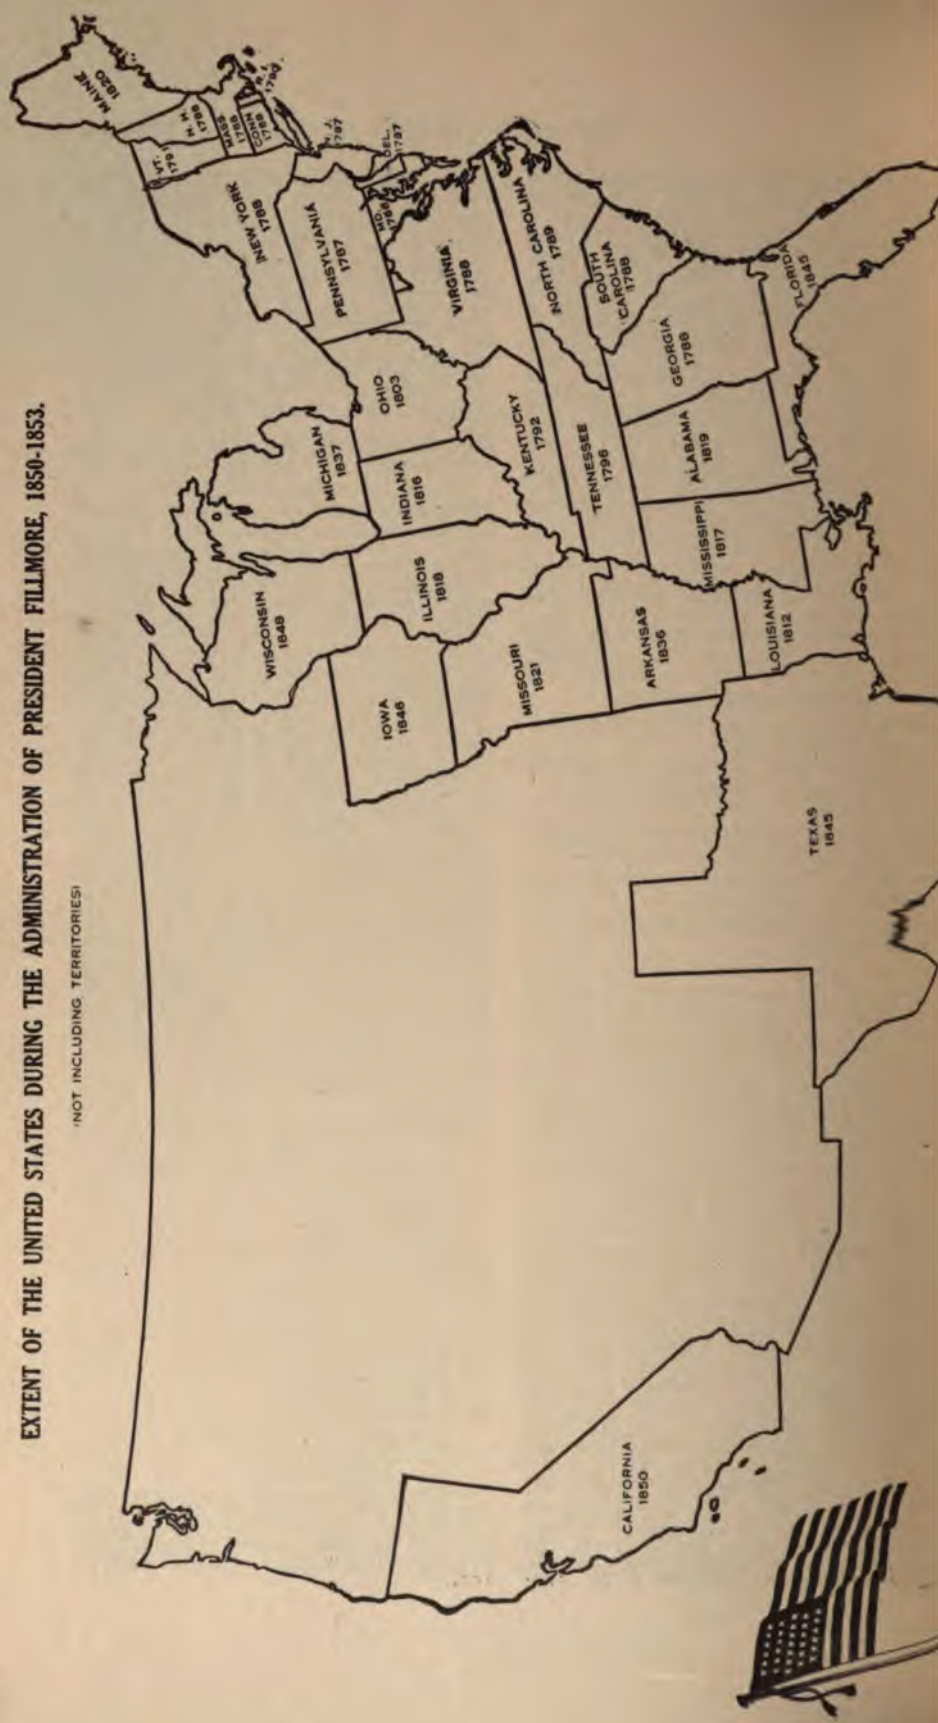 EXTENT OF THE UNITED STATES DURING THE ADMINISTRATION OF PRESIDENT FILLMORE, 1850-1853.
(NOT INCLUDING TERRITORIES)
MAINE
1820
VT.
1791
N. H.
1788
MASS
1788
CONN
1788
R. I.
1790
NEW YORK
1788
N. J.
1787
PENNSYLVANIA
1787
DEL.
1787
MD.
1788
VIRGINIA
1788
NORTH CAROLINA
1789
SOUTH
CAROLINA
1788
GEORGIA
1788
FLORIDA
1845
OHIO
1803
MICHIGAN
1837
INDIANA
1816
KENTUCKY
1792
TENNESSEE
1796
ALABAMA
1819
MISSISSIPPI
1817
WISCONSIN
1848
ILLINOIS
1818
IOWA
1846
MISSOURI
1821
ARKANSAS
1836
LOUISIANA
1812
TEXAS
1845
CALIFORNIA
1850